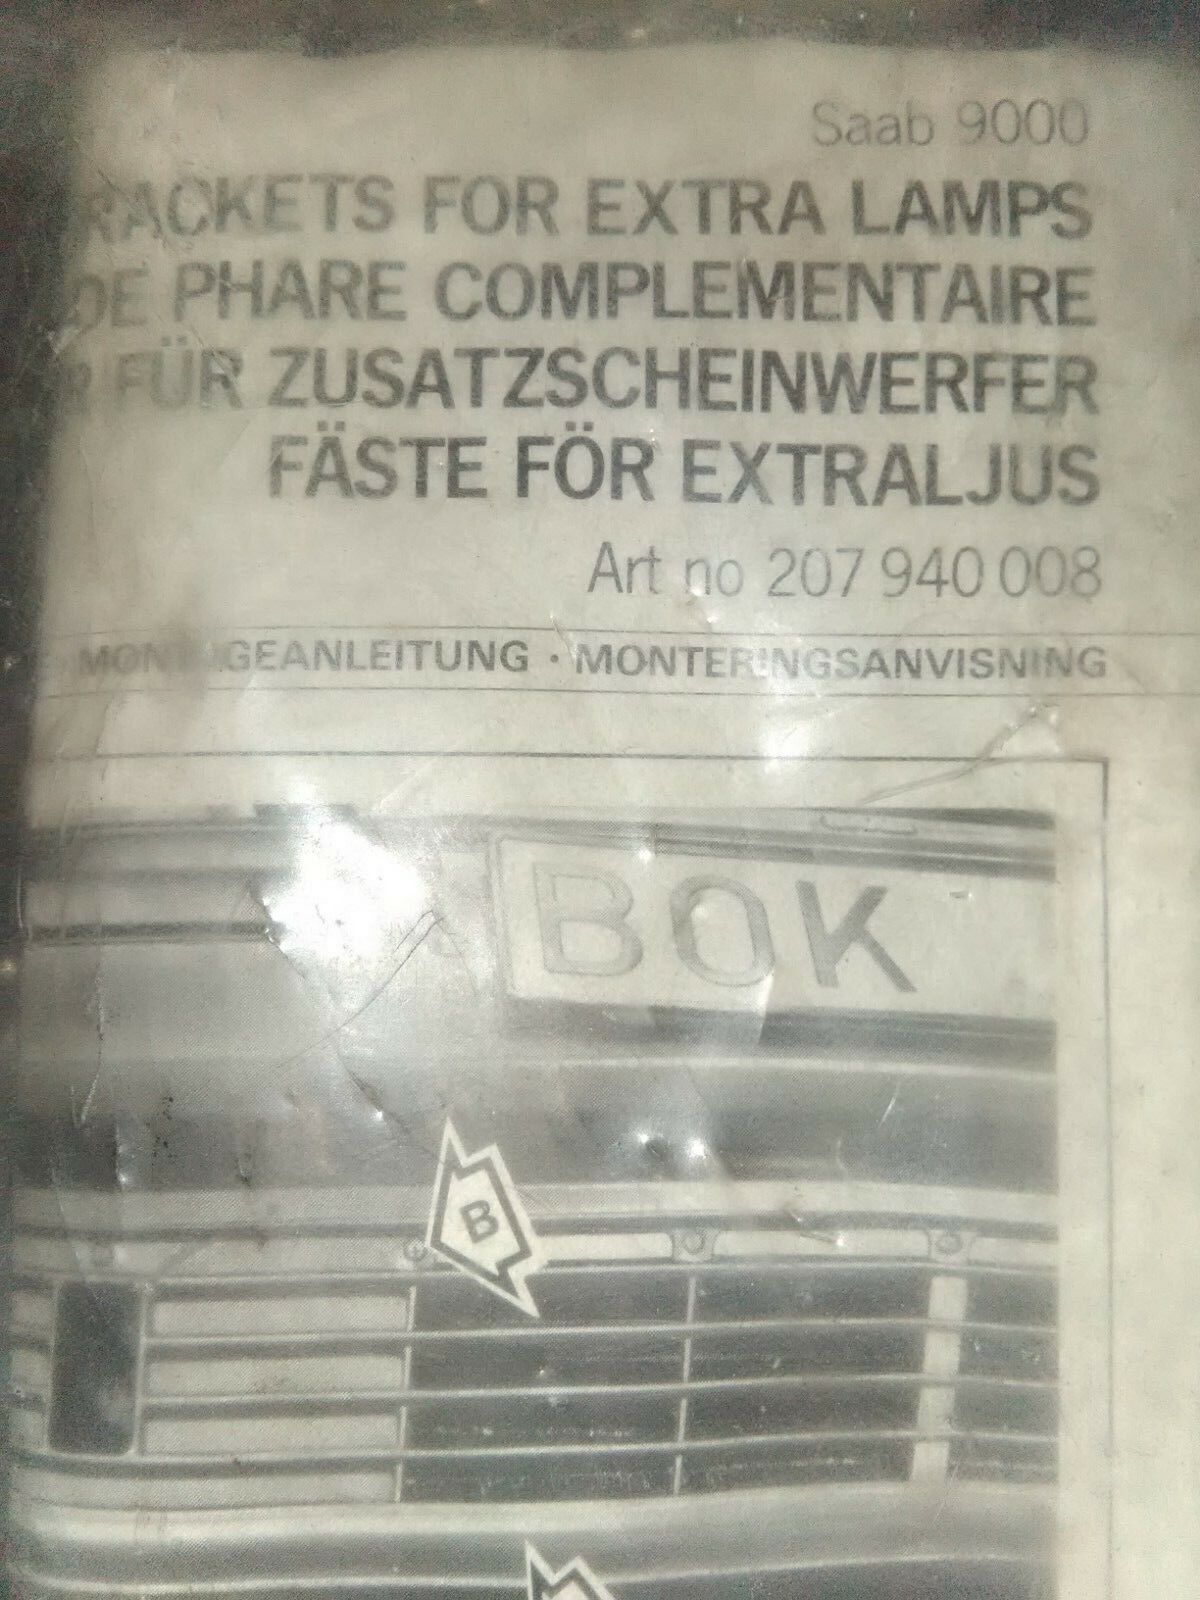 Saab 9000
RACKETS FOR EXTRA LAMPS
DE PHARE COMPLEMENTAIRE
R FÜR ZUSATZSCHEINWERFER
FÄSTE FÖR EXTRALJUS
Art no 207 940 008
MONTAGEANLEITUNG · MONTERINGSANVISNING
BOK
B